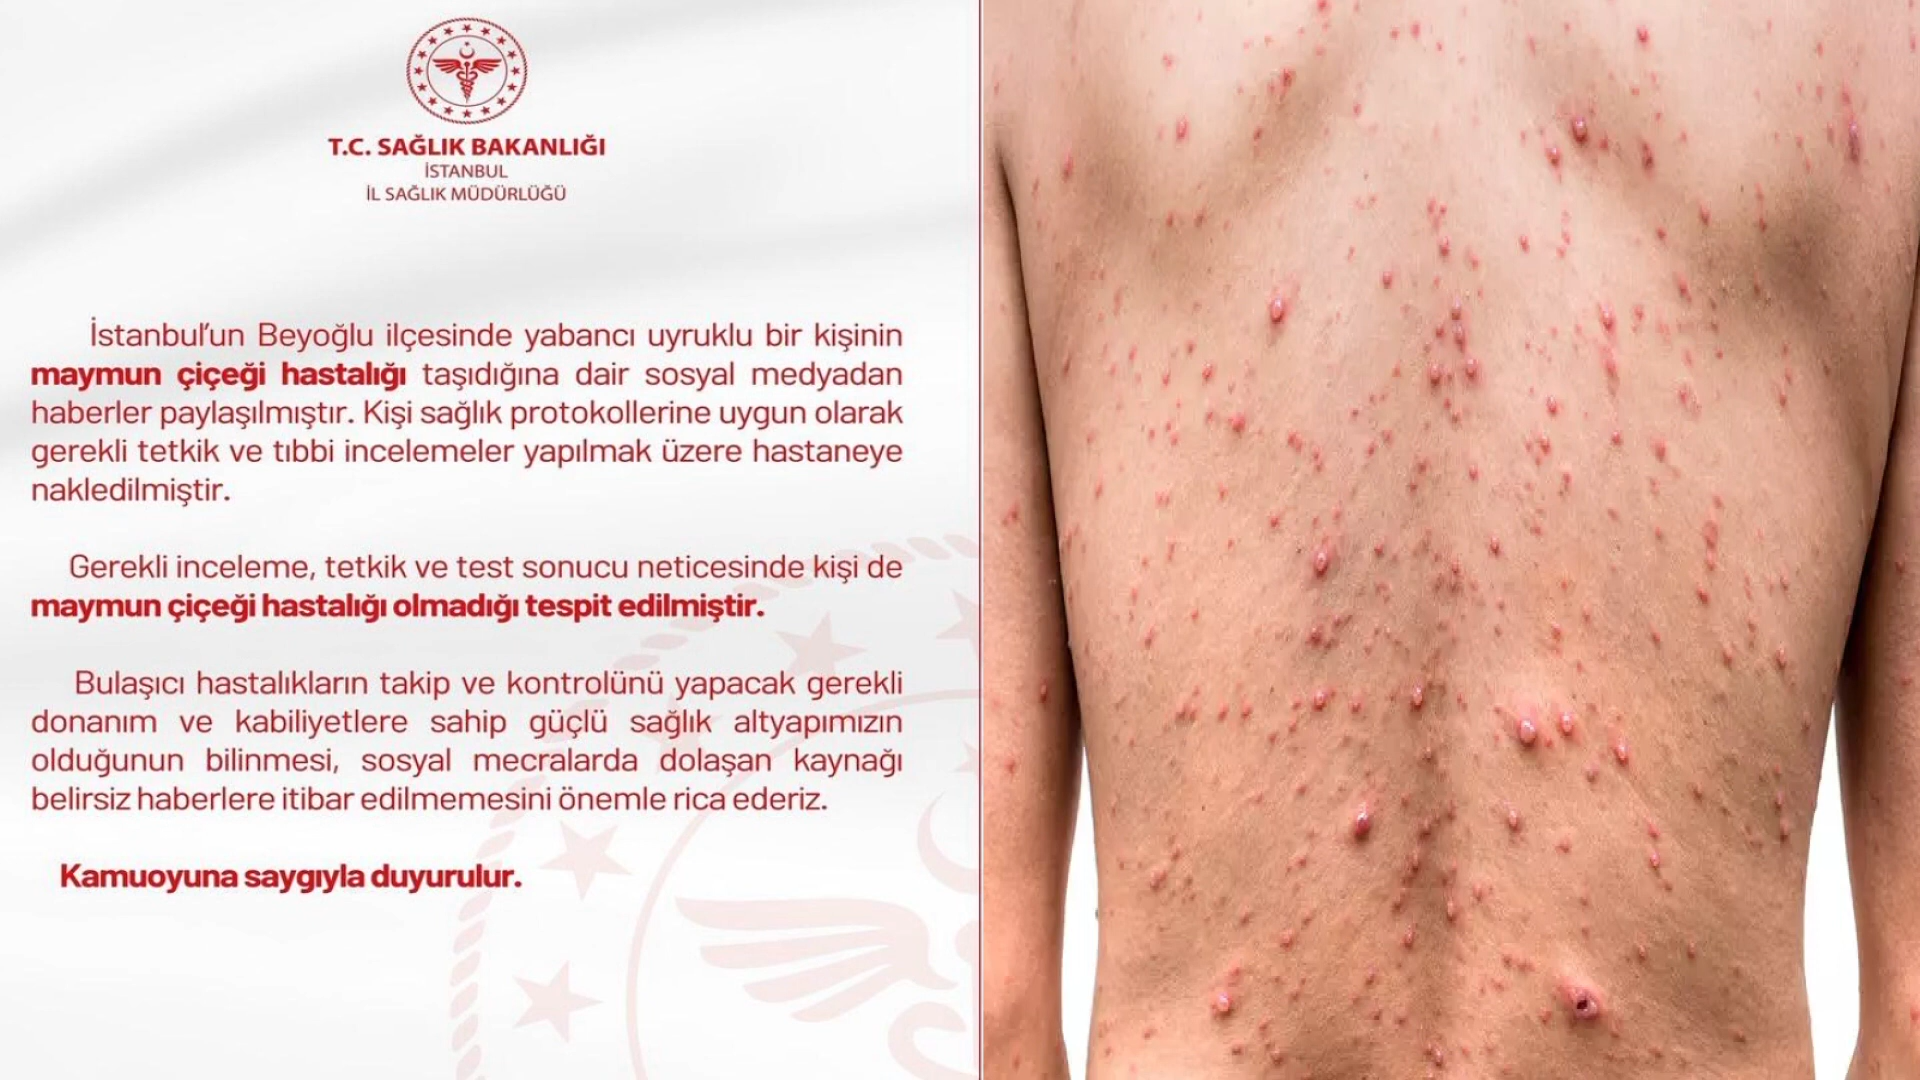 T.C. SAĞLIK BAKANLIĞI
İSTANBUL
İL SAĞLIK MÜDÜRLÜĞÜ
İstanbul'un Beyoğlu ilçesinde yabancı uyruklu bir kişinin
maymun çiçeği hastalığı taşıdığına dair sosyal medyadan
haberler paylaşılmıştır. Kişi sağlık protokollerine uygun olarak
gerekli tetkik ve tıbbi incelemeler yapılmak üzere hastaneye
nakledilmiştir.
Gerekli inceleme, tetkik ve test sonucu neticesinde kişi de
maymun çiçeği hastalığı olmadığı tespit edilmiştir.
Bulaşıcı hastalıkların takip ve kontrolünü yapacak gerekli
donanım ve kabiliyetlere sahip güçlü sağlık altyapımızın
olduğunun bilinmesi, sosyal mecralarda dolaşan kaynağı
belirsiz haberlere itibar edilmemesini önemle rica ederiz.
Kamuoyuna saygıyla duyurulur.